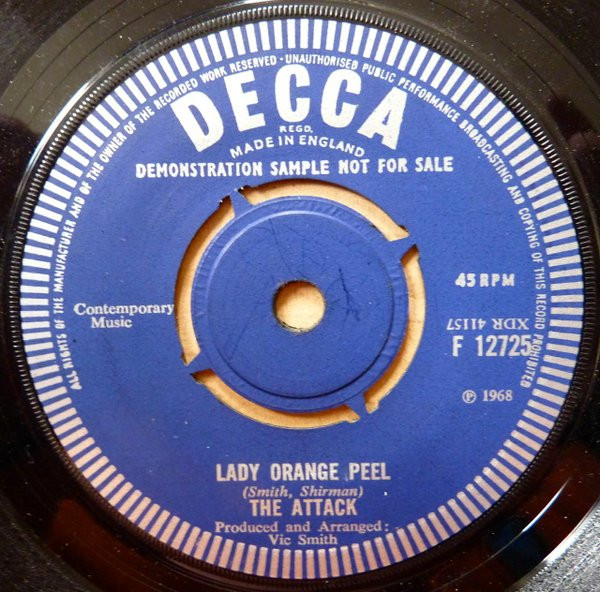 ALL RIGHTS OF THE MANUFACTURER AND OF THE OWNER OF THE RECORDED WORK RESERVED - UNAUTHORISED PUBLIC PERFORMANCE BROADCASTING AND COPYING OF THIS RECORD PROHIBITED
DECCA
REGD.
MADE IN ENGLAND
DEMONSTRATION SAMPLE NOT FOR SALE
45 RPM
Contemporary
Music
XDR 41157
F 12725
℗ 1968
LADY ORANGE PEEL
(Smith, Shirman)
THE ATTACK
Produced and Arranged:
Vic Smith